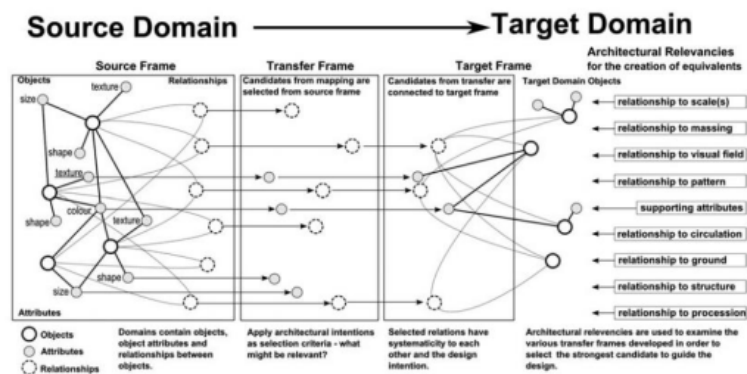 Source Domain
Target Domain
Source Frame
Transfer Frame
Target Frame
Architectural Relevancies
for the creation of equivalents
Objects
Relationships
Candidates from mapping are
selected from source frame
Candidates from transfer are
connected to target frame
Target Domain Objects
size
texture
shape
texture
colour
shape
texture
shape
size
Attributes
relationship to scale(s)
relationship to massing
relationship to visual field
relationship to pattern
supporting attributes
relationship to circulation
relationship to ground
relationship to structure
relationship to procession
Objects
Attributes
Relationships
Domains contain objects,
object attributes and
relationships between
objects.
Apply architectural intentions
as selection criteria - what
might be relevant?
Selected relations have
systematicity to each
other and the design
intention.
Architectural relevencies are used to examine the
various transfer frames developed in order to
select the strongest candidate to guide the
design.